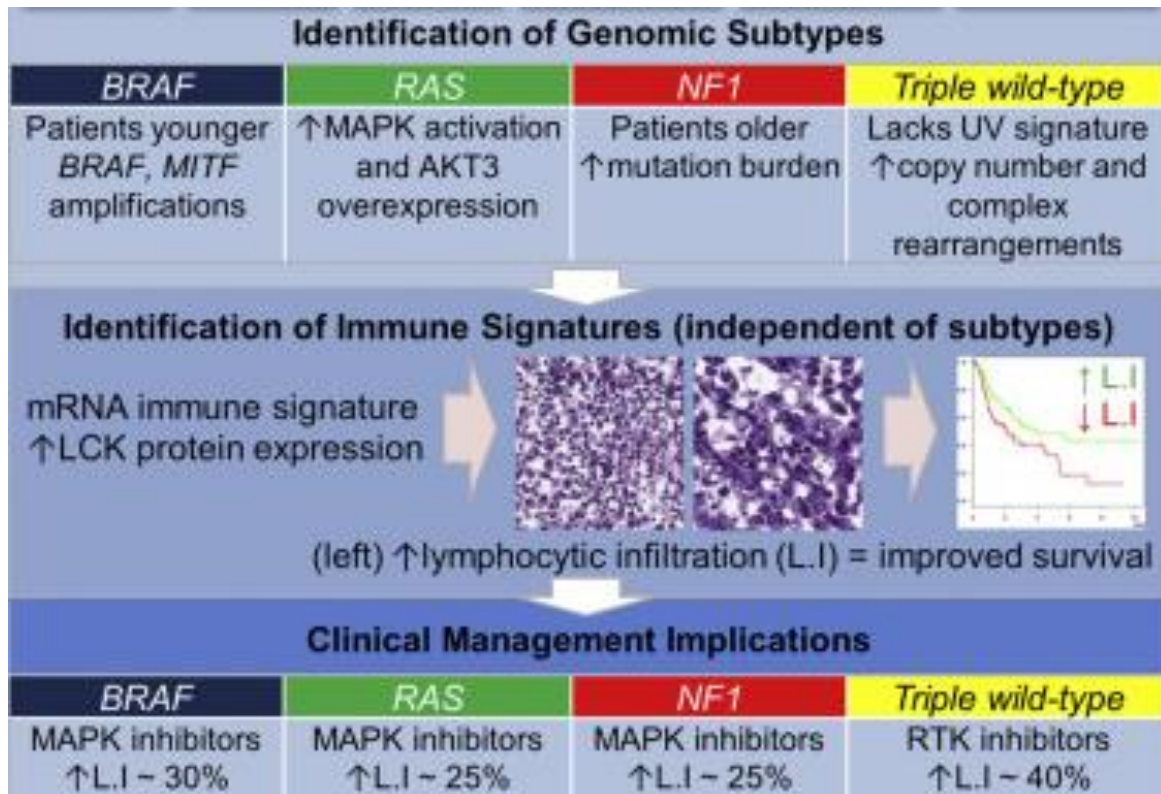 Identification of Genomic Subtypes
BRAF
RAS
NF1
Triple wild-type
Patients younger
BRAF, MITF
amplifications
↑MAPK activation
and AKT3
overexpression
Patients older
↑mutation burden
Lacks UV signature
↑copy number and
complex
rearrangements
Identification of Immune Signatures (independent of subtypes)
mRNA immune signature
↑LCK protein expression
↑ L.I
↓ L.I
(left) ↑lymphocytic infiltration (L.I) = improved survival
Clinical Management Implications
BRAF
RAS
NF1
Triple wild-type
MAPK inhibitors
↑L.I ~ 30%
MAPK inhibitors
↑L.I ~ 25%
MAPK inhibitors
↑L.I ~ 25%
RTK inhibitors
↑L.I ~ 40%